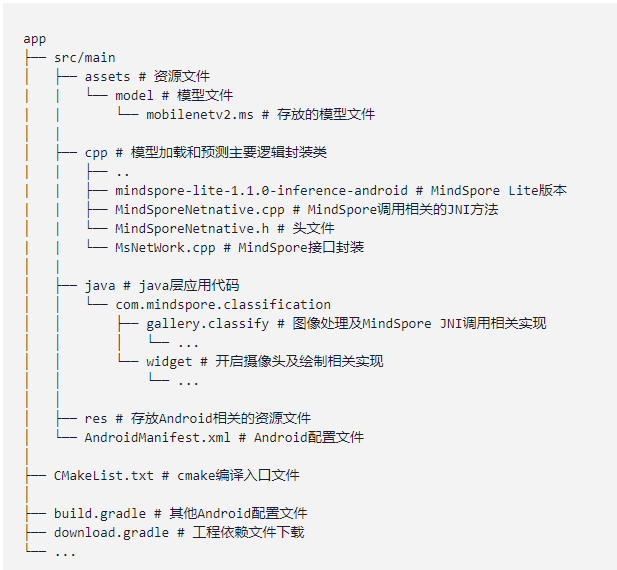 app
├── src/main
│   ├── assets # 资源文件
│   │   └── model # 模型文件
│   │       └── mobilenetv2.ms # 存放的模型文件
│   │
│   ├── cpp # 模型加载和预测主要逻辑封装类
│   │   ├── ..
│   │   ├── mindspore-lite-1.1.0-inference-android # MindSpore Lite版本
│   │   ├── MindSporeNetnative.cpp # MindSpore调用相关的JNI方法
│   │   └── MindSporeNetnative.h # 头文件
│   │   └── MsNetWork.cpp # MindSpore接口封装
│   │
│   ├── java # java层应用代码
│   │   └── com.mindspore.classification
│   │       ├── gallery.classify # 图像处理及MindSpore JNI调用相关实现
│   │       │   └── ...
│   │       └── widget # 开启摄像头及绘制相关实现
│   │           └── ...
│   │
│   ├── res # 存放Android相关的资源文件
│   └── AndroidManifest.xml # Android配置文件
│
├── CMakeList.txt # cmake编译入口文件
│
├── build.gradle # 其他Android配置文件
├── download.gradle # 工程依赖文件下载
└── ...